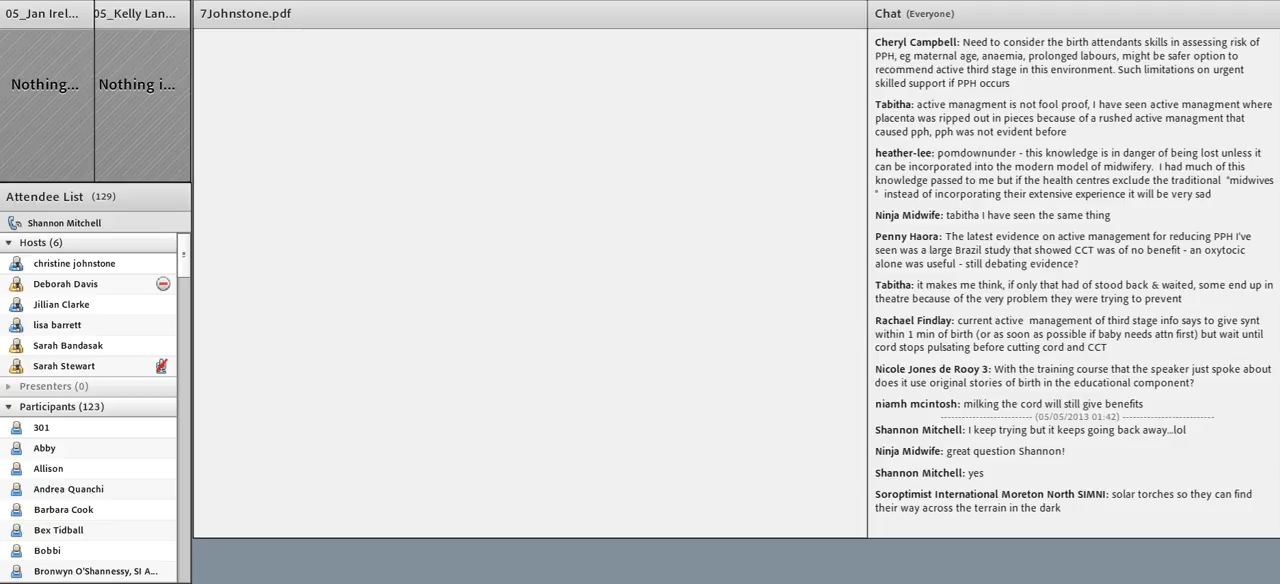 05_Jan Irel...
05_Kelly Lan...
Nothing...
Nothing i...
Attendee List (129)
Shannon Mitchell
Hosts (6)
christine johnstone
Deborah Davis
Jillian Clarke
lisa barrett
Sarah Bandasak
Sarah Stewart
Presenters (0)
Participants (123)
301
Abby
Allison
Andrea Quanchi
Barbara Cook
Bex Tidball
Bobbi
Bronwyn O'Shannessy, SI A...
7Johnstone.pdf
Chat (Everyone)
Cheryl Campbell: Need to consider the birth attendants skills in assessing risk of
PPH, eg maternal age, anaemia, prolonged labours, might be safer option to
recommend active third stage in this environment. Such limitations on urgent
skilled support if PPH occurs
Tabitha: active managment is not fool proof, I have seen active managment where
placenta was ripped out in pieces because of a rushed active managment that
caused pph, pph was not evident before
heather-lee: pomdownunder - this knowledge is in danger of being lost unless it
can be incorporated into the modern model of midwifery. I had much of this
knowledge passed to me but if the health centres exclude the traditional "midwives
" instead of incorporating their extensive experience it will be very sad
Ninja Midwife: tabitha I have seen the same thing
Penny Haora: The latest evidence on active management for reducing PPH I've
seen was a large Brazil study that showed CCT was of no benefit - an oxytocic
alone was useful - still debating evidence?
Tabitha: it makes me think, if only that had of stood back & waited, some end up in
theatre because of the very problem they were trying to prevent
Rachael Findlay: current active management of third stage info says to give synt
within 1 min of birth (or as soon as possible if baby needs attn first) but wait until
cord stops pulsating before cutting cord and CCT
Nicole Jones de Rooy 3: With the training course that the speaker just spoke about
does it use original stories of birth in the educational component?
niamh mcintosh: milking the cord will still give benefits
---------------------- (05/05/2013 01:42) ----------------------
Shannon Mitchell: I keep trying but it keeps going back away...lol
Ninja Midwife: great question Shannon!
Shannon Mitchell: yes
Soroptimist International Moreton North SIMNI: solar torches so they can find
their way across the terrain in the dark